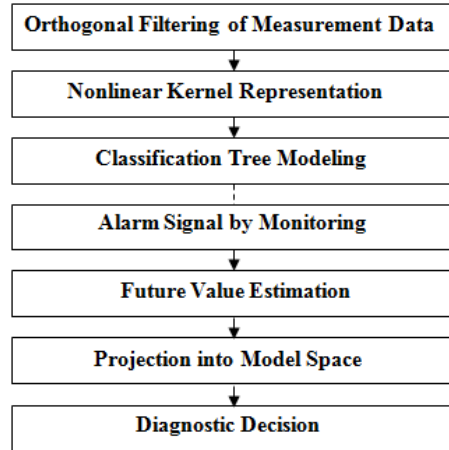 Orthogonal Filtering of Measurement Data
Nonlinear Kernel Representation
Classification Tree Modeling
Alarm Signal by Monitoring
Future Value Estimation
Projection into Model Space
Diagnostic Decision